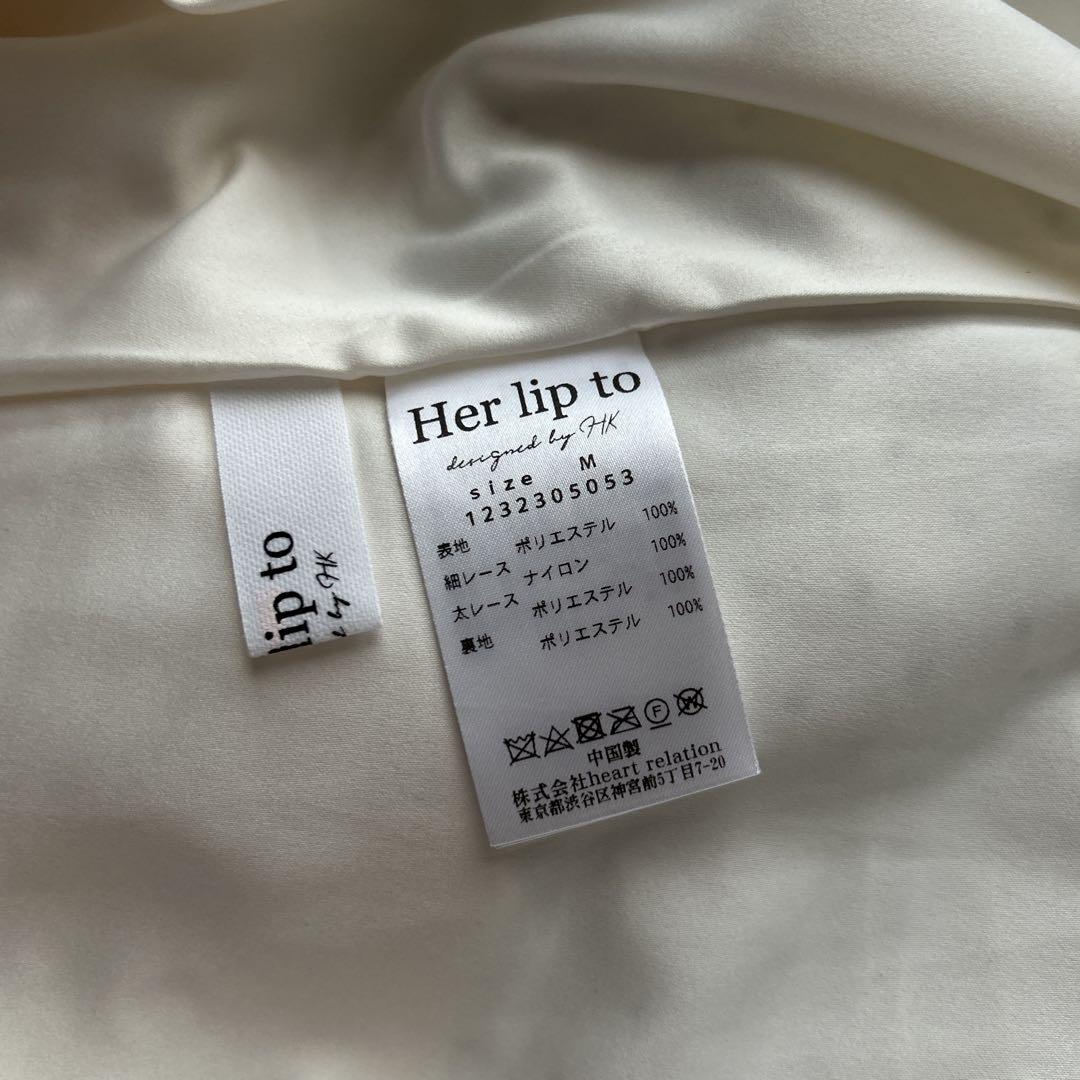 Her lip to
designed by HK
size M
1232305053
表地 ポリエステル 100%
細レース ナイロン 100%
太レース ポリエステル 100%
裏地 ポリエステル 100%
F W
中国製
株式会社heart relation
東京都渋谷区神宮前5丁目7-20
lip to
by HK